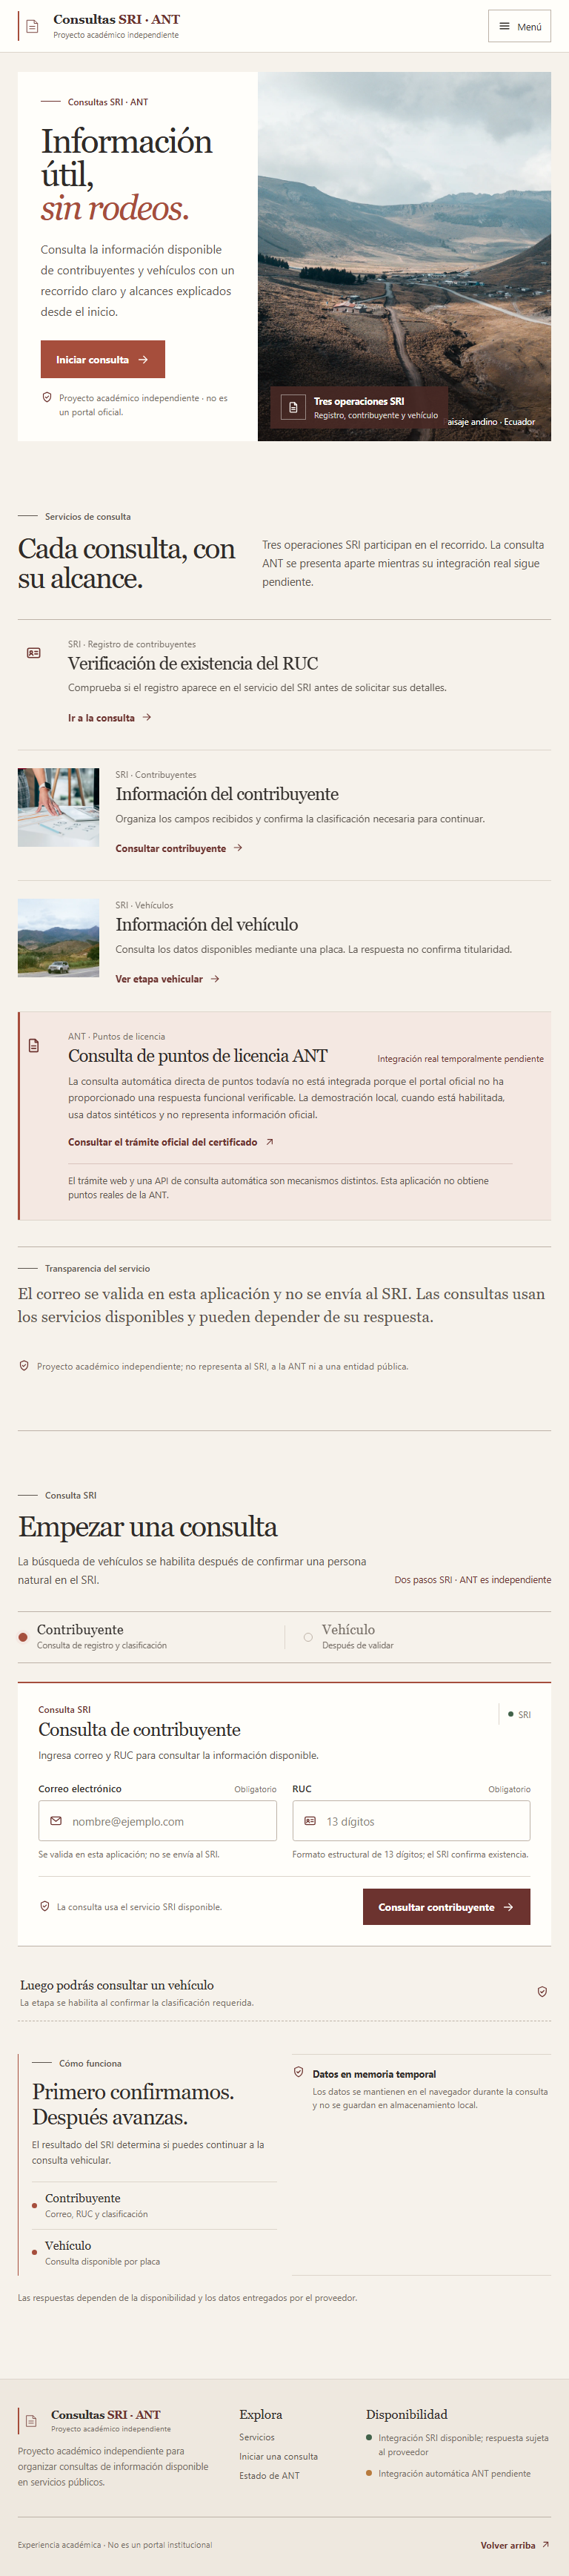 Consultas SRI · ANT
Proyecto académico independiente
Menú
Consultas SRI · ANT
Información
útil,
sin rodeos.
Consulta la información disponible
de contribuyentes y vehículos con un
recorrido claro y alcances explicados
desde el inicio.
Iniciar consulta
Proyecto académico independiente · no es
un portal oficial.
Tres operaciones SRI
Registro, contribuyente y vehículo
aisaje andino · Ecuador
Servicios de consulta
Cada consulta, con
su alcance.
Tres operaciones SRI participan en el recorrido. La consulta
ANT se presenta aparte mientras su integración real sigue
pendiente.
SRI · Registro de contribuyentes
Verificación de existencia del RUC
Comprueba si el registro aparece en el servicio del SRI antes de solicitar sus detalles.
Ir a la consulta
SRI · Contribuyentes
Información del contribuyente
Organiza los campos recibidos y confirma la clasificación necesaria para continuar.
Consultar contribuyente
SRI · Vehículos
Información del vehículo
Consulta los datos disponibles mediante una placa. La respuesta no confirma titularidad.
Ver etapa vehicular
ANT · Puntos de licencia
Consulta de puntos de licencia ANT
Integración real temporalmente pendiente
La consulta automática directa de puntos todavía no está integrada porque el portal oficial no ha
proporcionado una respuesta funcional verificable. La demostración local, cuando está habilitada,
usa datos sintéticos y no representa información oficial.
Consultar el trámite oficial del certificado
El trámite web y una API de consulta automática son mecanismos distintos. Esta aplicación no obtiene
puntos reales de la ANT.
Transparencia del servicio
El correo se valida en esta aplicación y no se envía al SRI. Las consultas usan
los servicios disponibles y pueden depender de su respuesta.
Proyecto académico independiente; no representa al SRI, a la ANT ni a una entidad pública.
Consulta SRI
Empezar una consulta
La búsqueda de vehículos se habilita después de confirmar una persona
natural en el SRI.
Dos pasos SRI · ANT es independiente
Contribuyente
Consulta de registro y clasificación
Vehículo
Después de validar
Consulta SRI
Consulta de contribuyente
SRI
Ingresa correo y RUC para consultar la información disponible.
Correo electrónico
Obligatorio
nombre@ejemplo.com
Se valida en esta aplicación; no se envía al SRI.
RUC
Obligatorio
13 dígitos
Formato estructural de 13 dígitos; el SRI confirma existencia.
La consulta usa el servicio SRI disponible.
Consultar contribuyente
Luego podrás consultar un vehículo
La etapa se habilita al confirmar la clasificación requerida.
Cómo funciona
Primero confirmamos.
Después avanzas.
El resultado del SRI determina si puedes continuar a la
consulta vehicular.
Contribuyente
Correo, RUC y clasificación
Vehículo
Consulta disponible por placa
Datos en memoria temporal
Los datos se mantienen en el navegador durante la consulta
y no se guardan en almacenamiento local.
Las respuestas dependen de la disponibilidad y los datos entregados por el proveedor.
Consultas SRI · ANT
Proyecto académico independiente
Proyecto académico independiente para
organizar consultas de información disponible
en servicios públicos.
Explora
Servicios
Iniciar una consulta
Estado de ANT
Disponibilidad
Integración SRI disponible; respuesta sujeta
al proveedor
Integración automática ANT pendiente
Experiencia académica · No es un portal institucional
Volver arriba